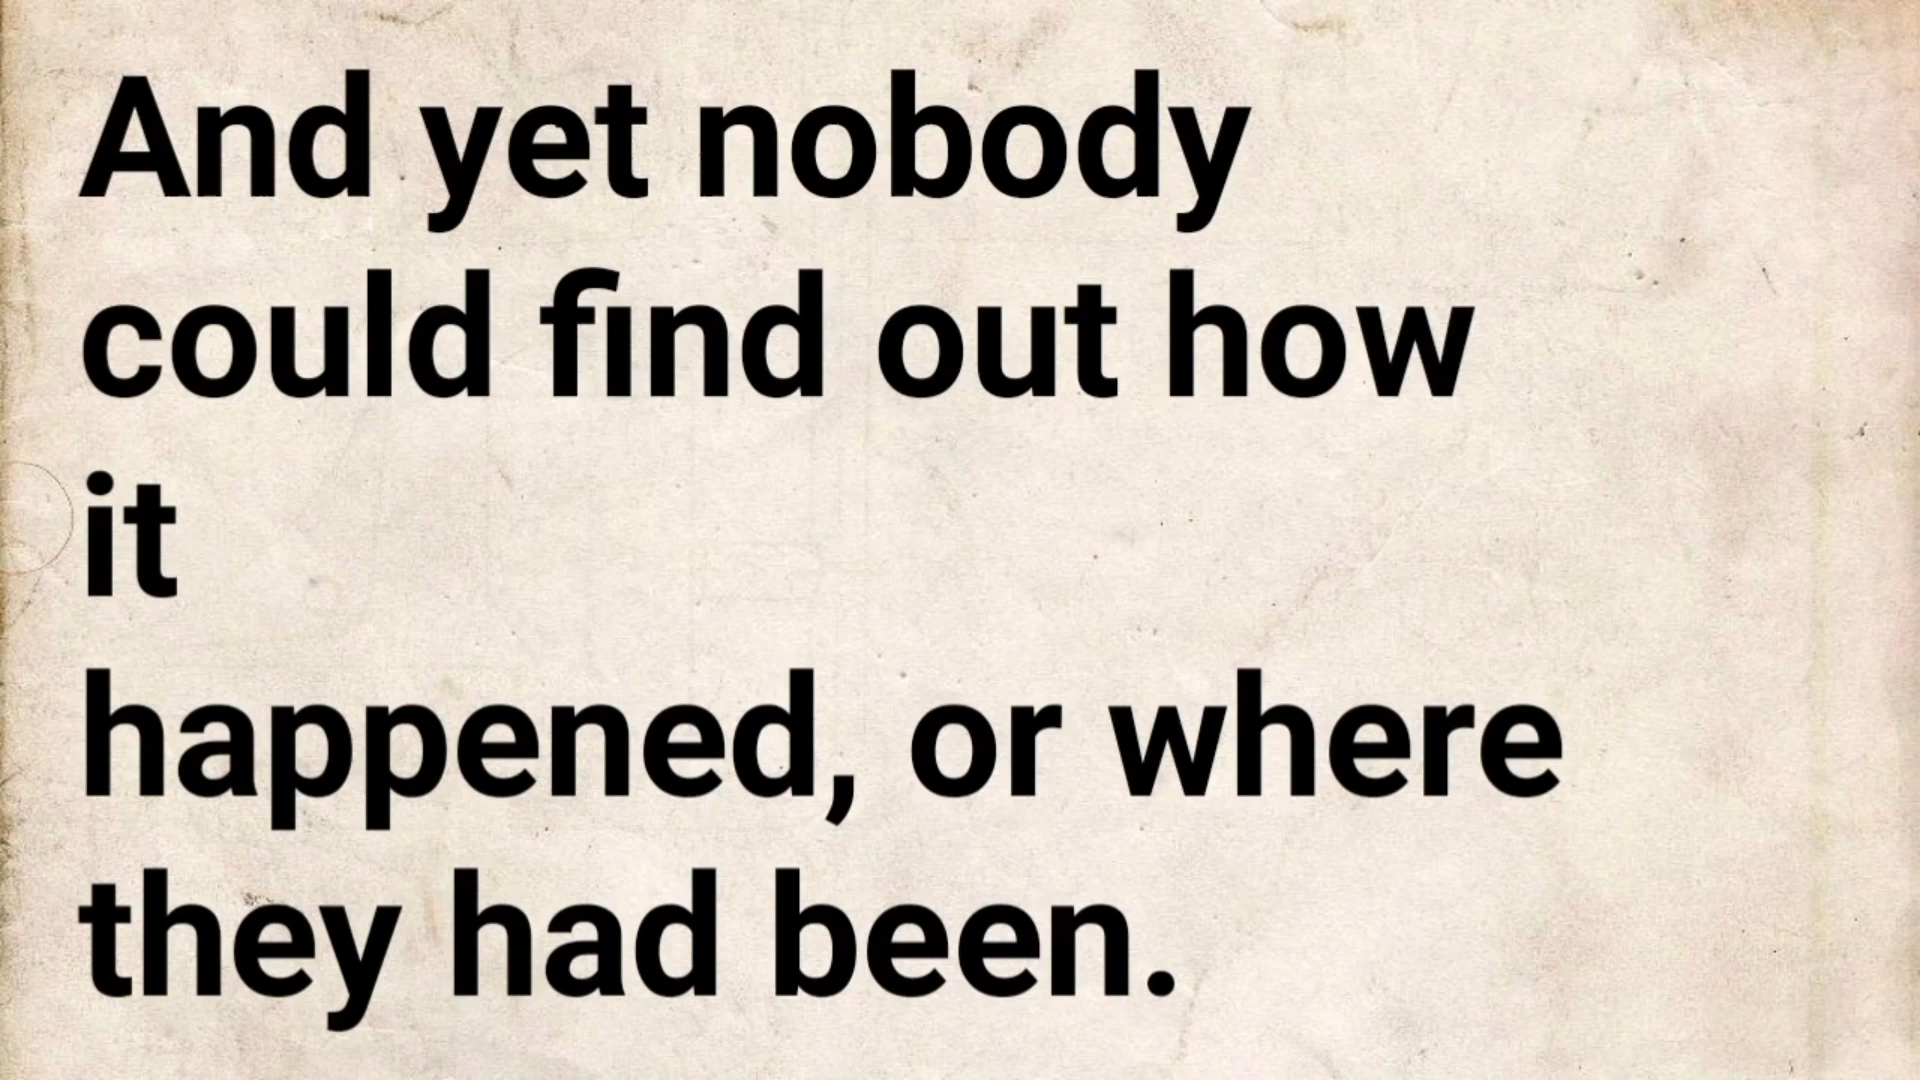 And yet nobody
could find out how
it
happened, or where
they had been.